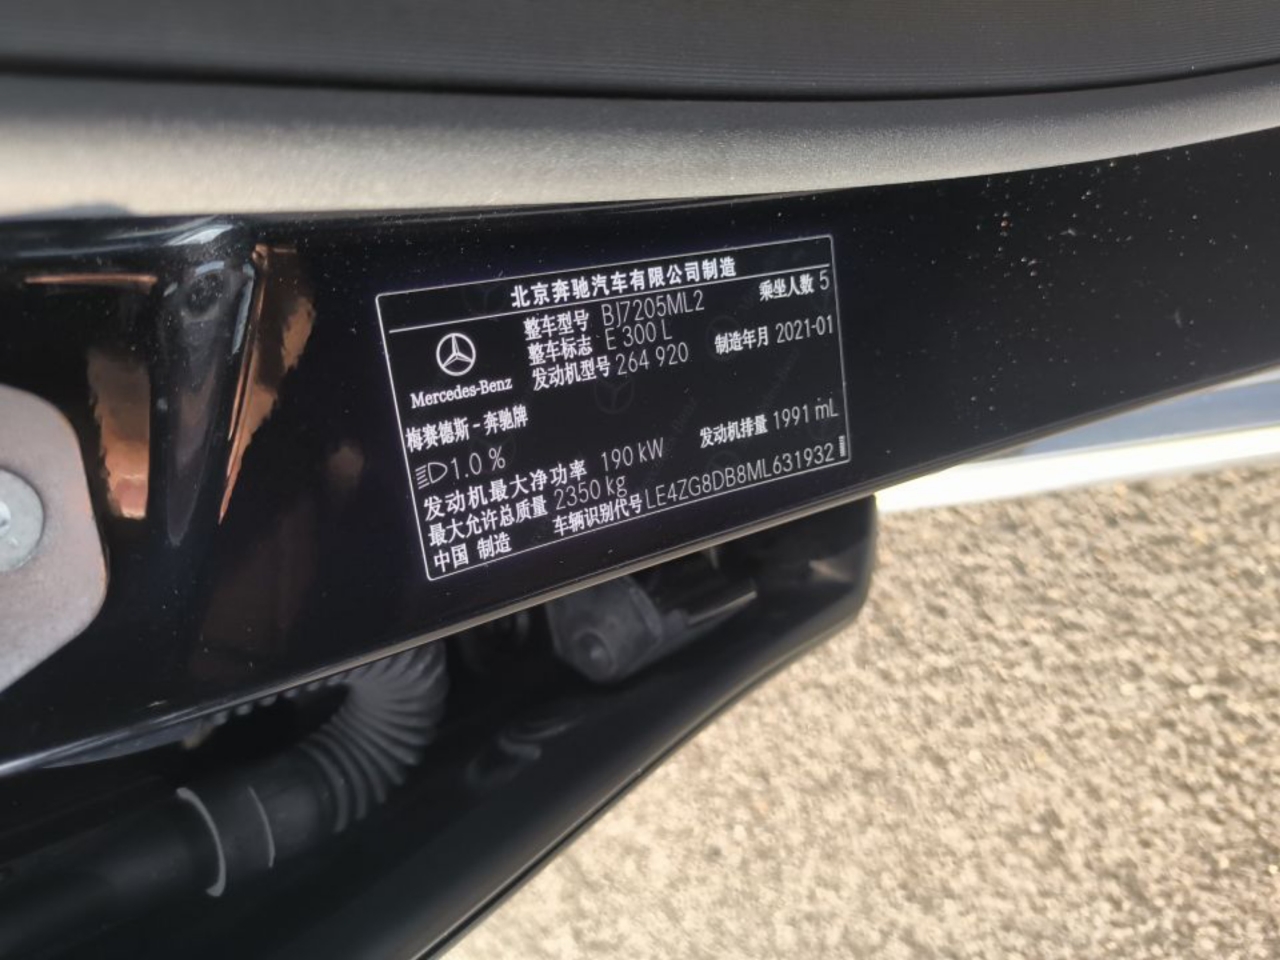 北京奔驰汽车有限公司制造
整车型号 BJ7205ML2 乘坐人数 5
整车标志 E 300 L
发动机型号 264 920 制造年月 2021-01
Mercedes-Benz
梅赛德斯-奔驰牌
1.0 %
发动机最大净功率 190 kW 发动机排量 1991 mL
最大允许总质量 2350 kg
中国 制造 车辆识别代号 LE4ZG8DB8ML631932